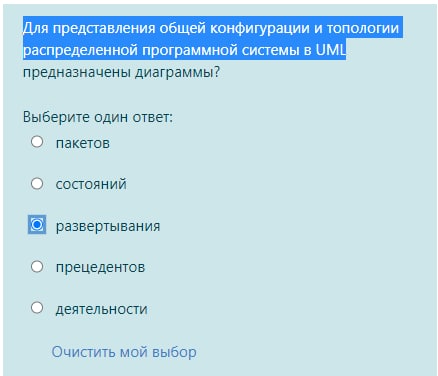 Для представления общей конфигурации и топологии
распределенной программной системы в UML
предназначены диаграммы?
Выберите один ответ:
пакетов
состояний
развертывания
прецедентов
деятельности
Очистить мой выбор